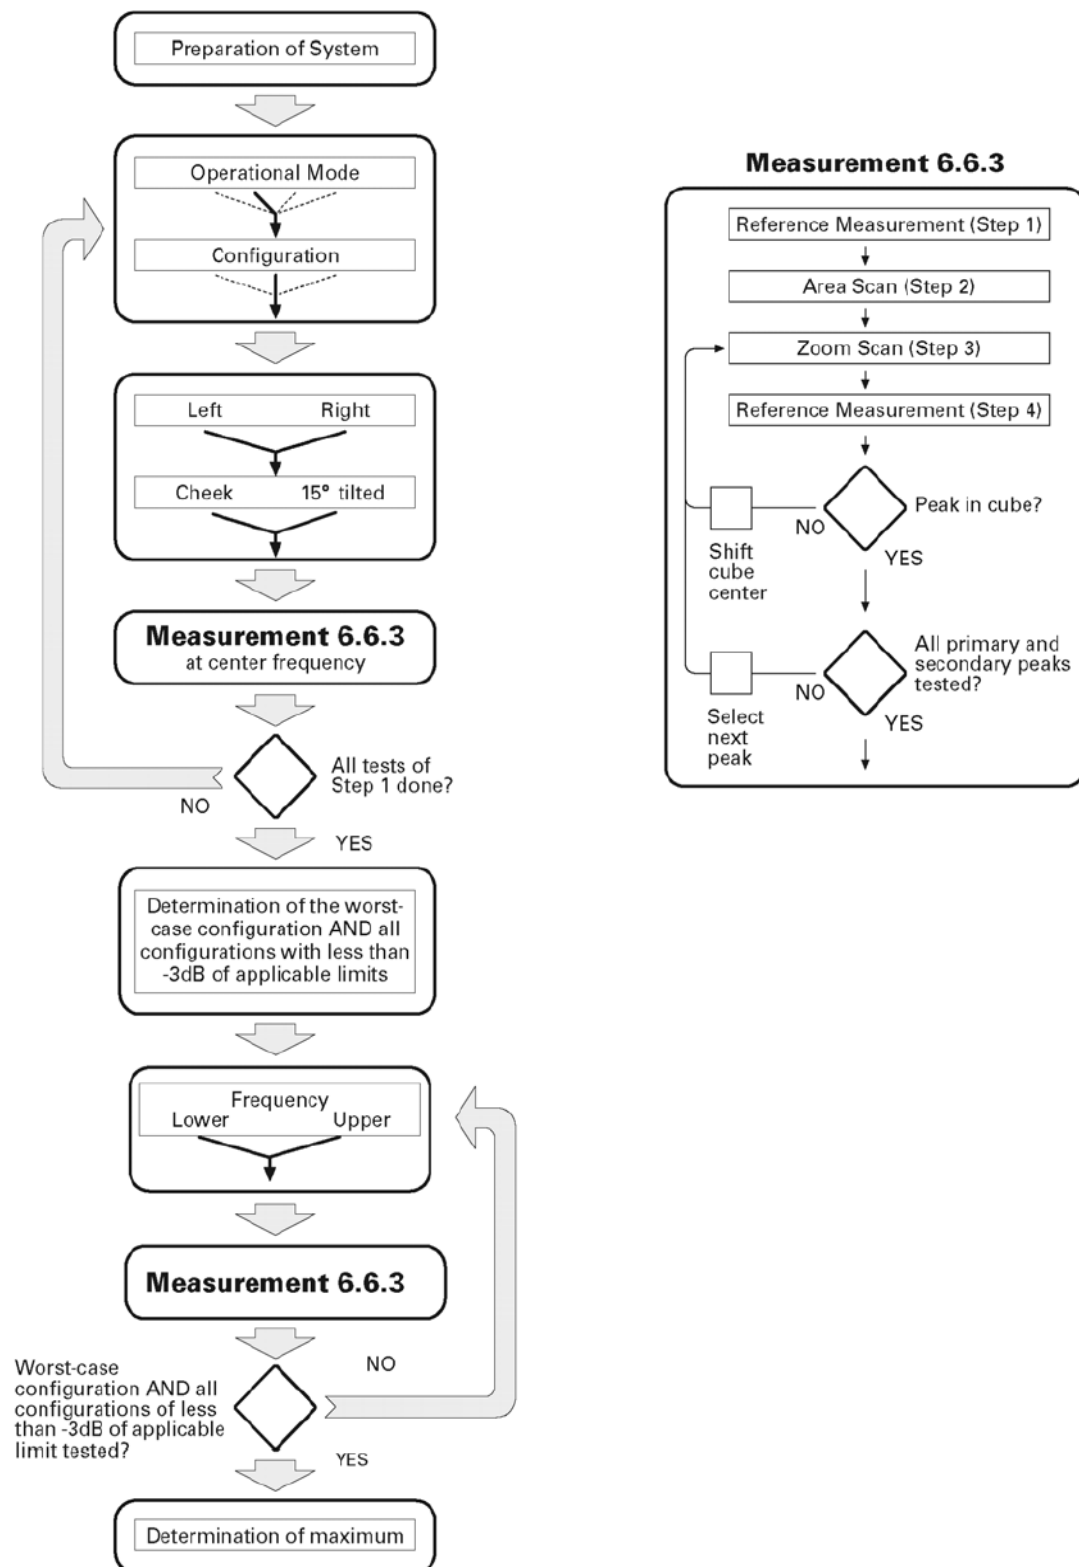 Preparation of System
Operational Mode
Configuration
Left Right
Cheek 15° tilted
Measurement 6.6.3
at center frequency
All tests of
Step 1 done?
NO
YES
Determination of the worst-
case configuration AND all
configurations with less than
-3dB of applicable limits
Frequency
Lower Upper
Measurement 6.6.3
Worst-case
configuration AND all
configurations of less
than -3dB of applicable
limit tested?
NO
YES
Determination of maximum
Measurement 6.6.3
Reference Measurement (Step 1)
Area Scan (Step 2)
Zoom Scan (Step 3)
Reference Measurement (Step 4)
Peak in cube?
NO
YES
Shift
cube
center
All primary and
secondary peaks
tested?
NO
YES
Select
next
peak